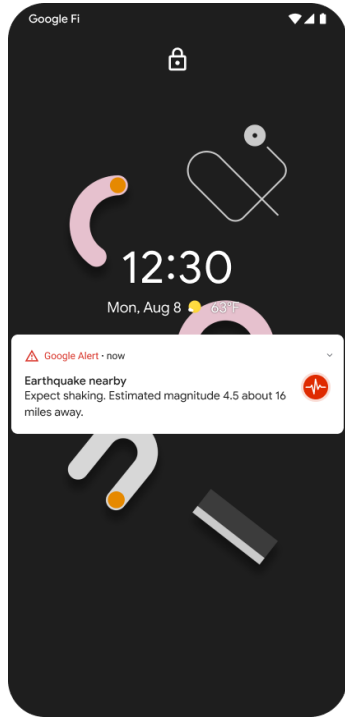 Google Fi
12:30
Mon, Aug 8 63°F
Google Alert • now
Earthquake nearby
Expect shaking. Estimated magnitude 4.5 about 16
miles away.